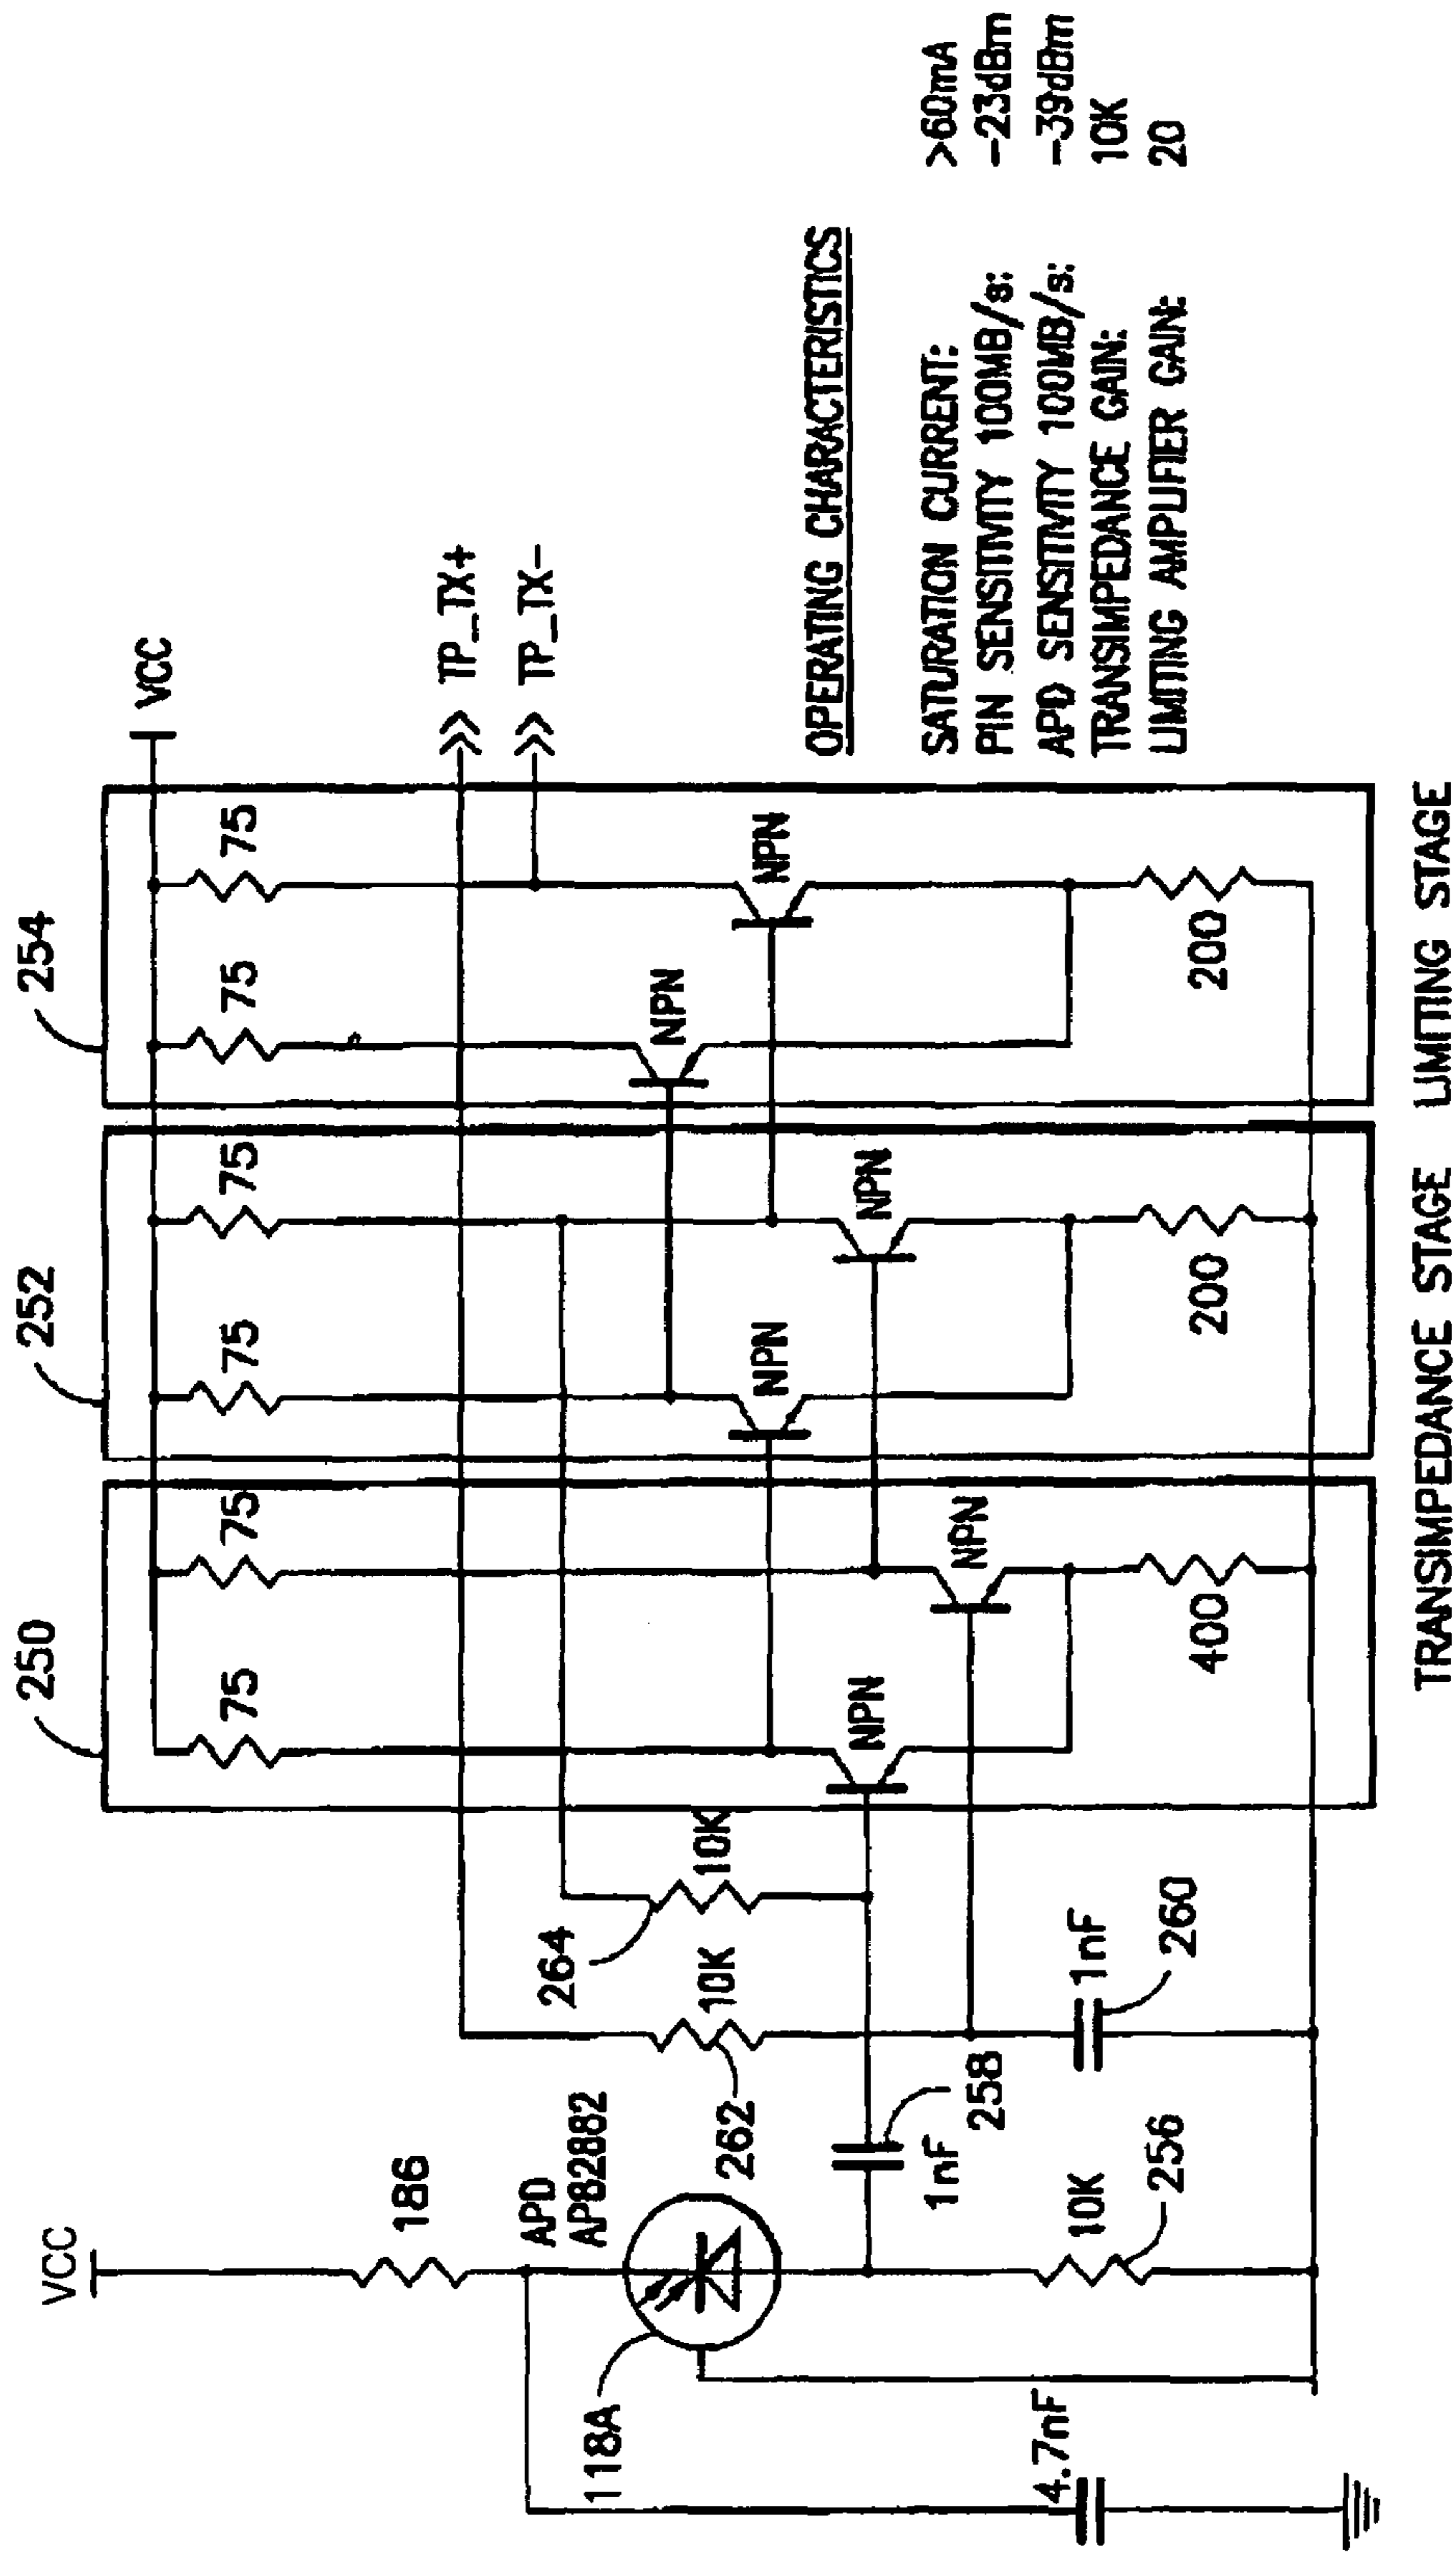 254
252
250
VCC
75
75
75
75
75
75
TP_TX+
TP_TX-
VCC
186
APD
APB2882
118A
262
10K
264
10K
NPN
NPN
NPN
NPN
NPN
NPN
1nF
258
1nF
260
10K
256
4.7nF
400
200
200
TRANSIMPEDANCE STAGE
LIMITING STAGE
OPERATING CHARACTERISTICS
SATURATION CURRENT: >60mA
PIN SENSITIVITY 100MB/s: -23dBm
APD SENSITIVITY 100MB/s: -39dBm
TRANSIMPEDANCE GAIN: 10K
LIMITING AMPLIFIER GAIN: 20